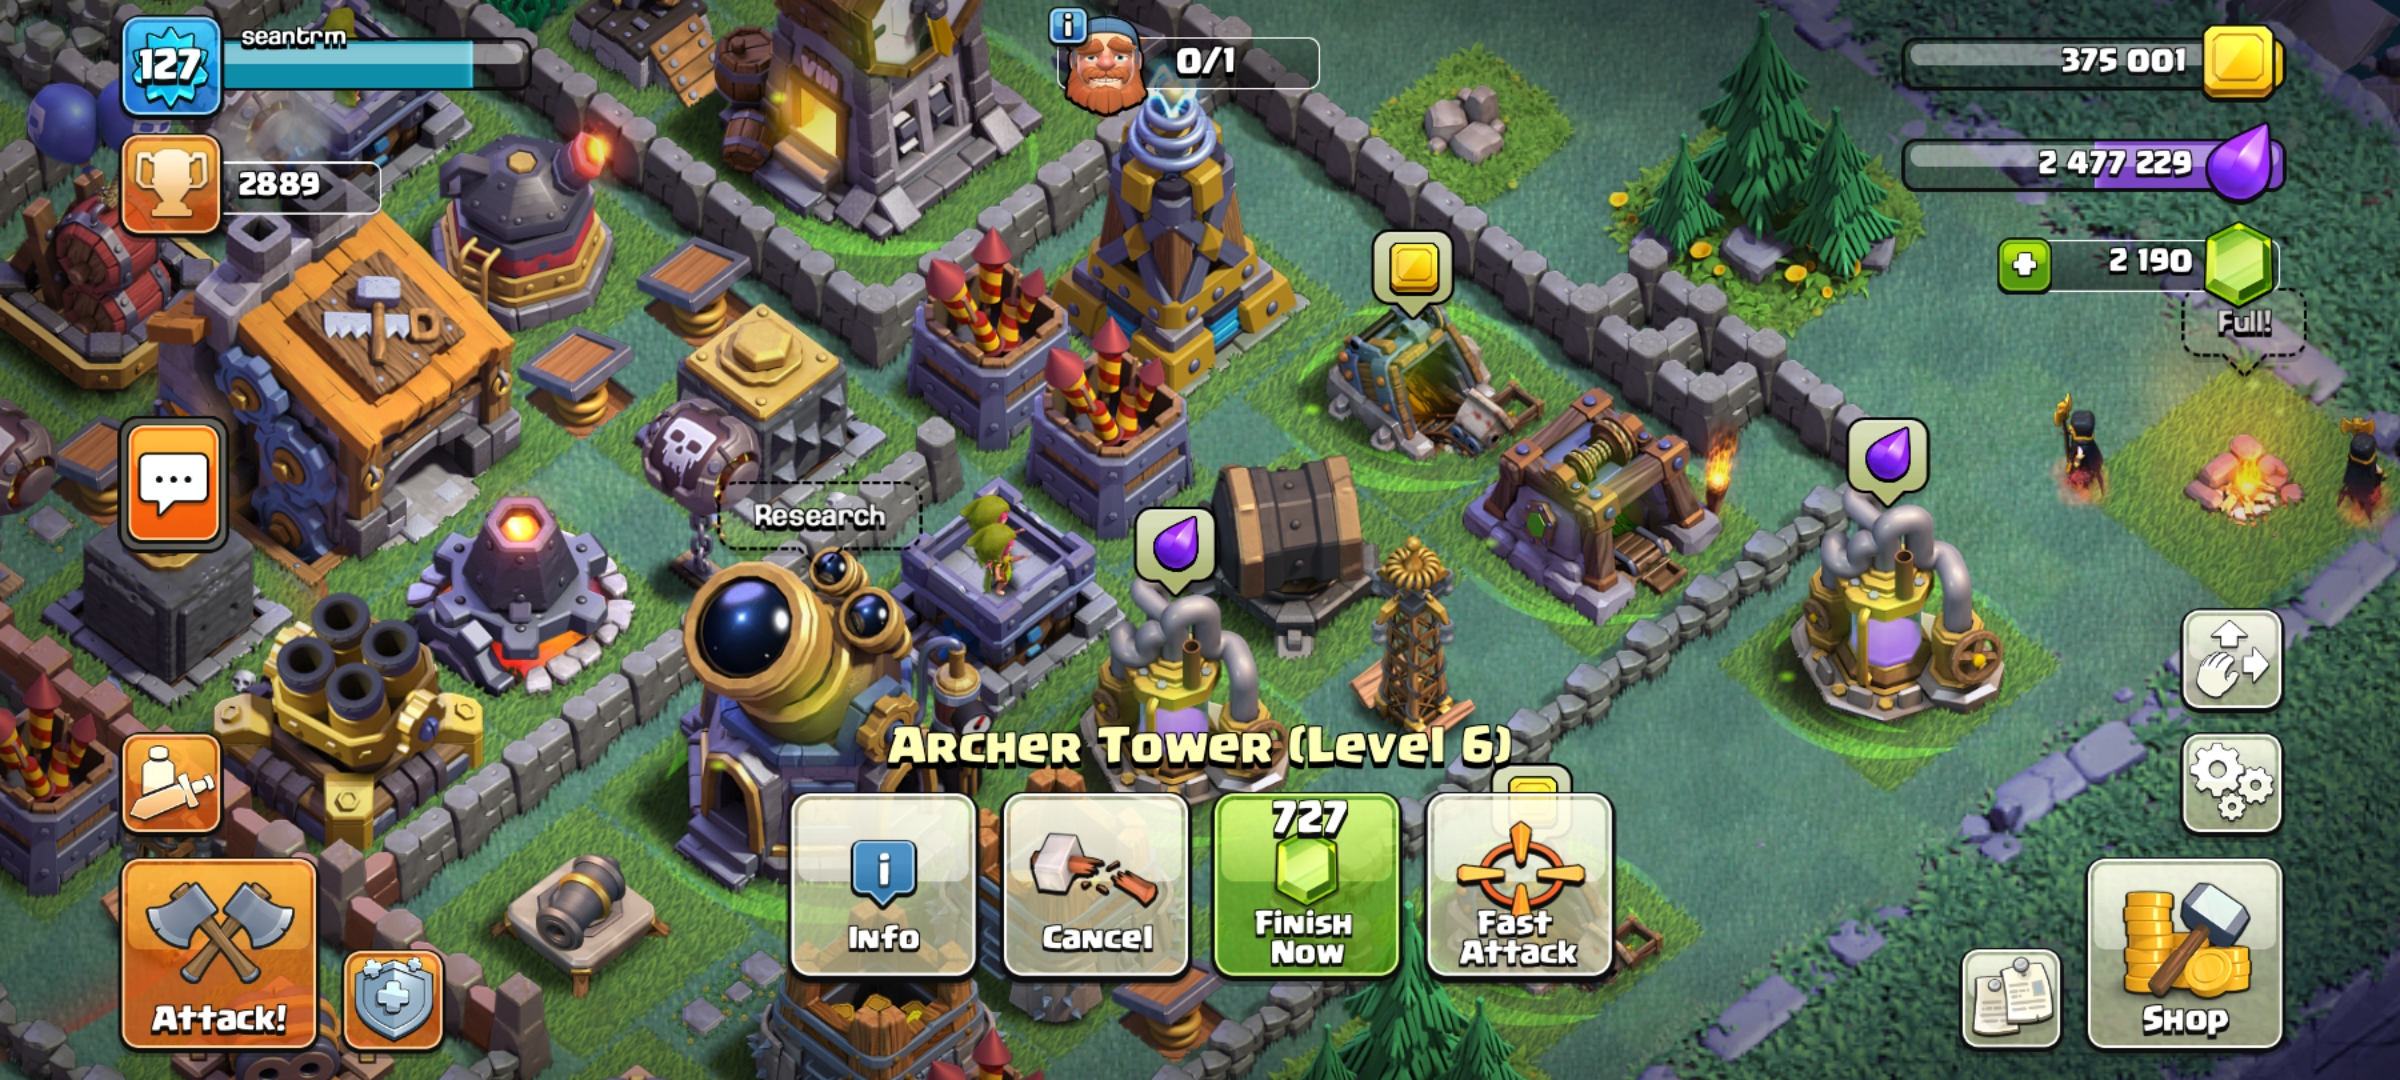 seantrm
127
0/1
375 001
2889
2 477 229
2 190
Full!
VIII
Research
Archer Tower (Level 6)
727
Info
Cancel
Finish
Now
Fast
Attack
Attack!
Shop